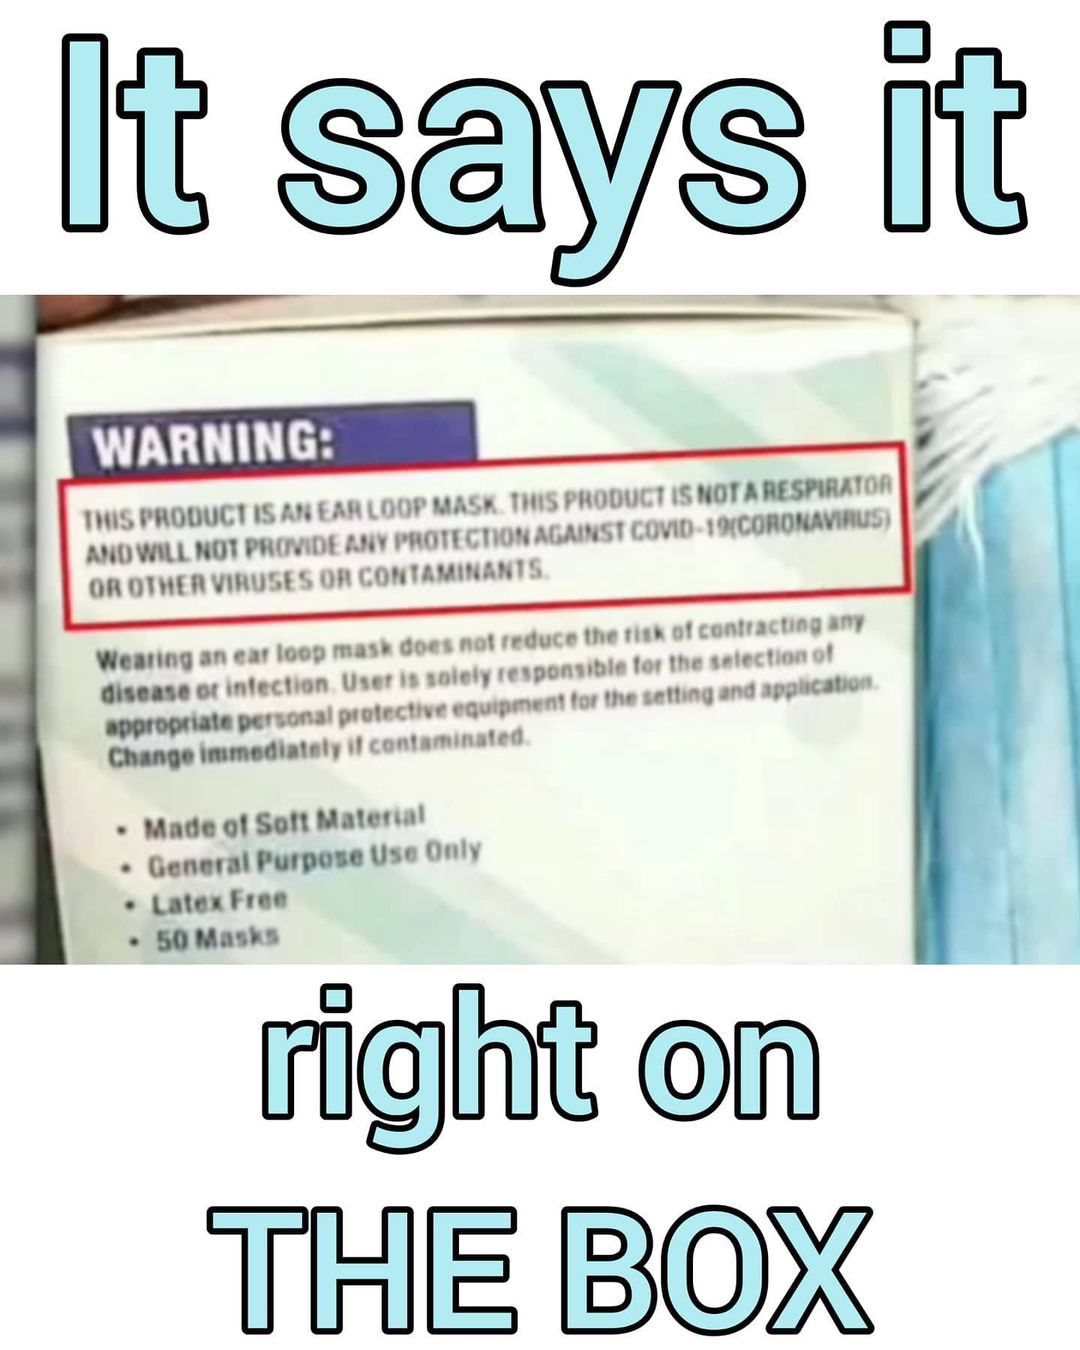 It says it
WARNING:
THIS PRODUCT IS AN EAR LOOP MASK. THIS PRODUCT IS NOT A RESPIRATOR
AND WILL NOT PROVIDE ANY PROTECTION AGAINST COVID-19(CORONAVIRUS)
OR OTHER VIRUSES OR CONTAMINANTS.
Wearing an ear loop mask does not reduce the risk of contracting any
disease or infection. User is solely responsible for the selection of
appropriate personal protective equipment for the setting and application.
Change immediately if contaminated.
• Made of Soft Material
• General Purpose Use Only
• Latex Free
• 50 Masks
right on
THE BOX